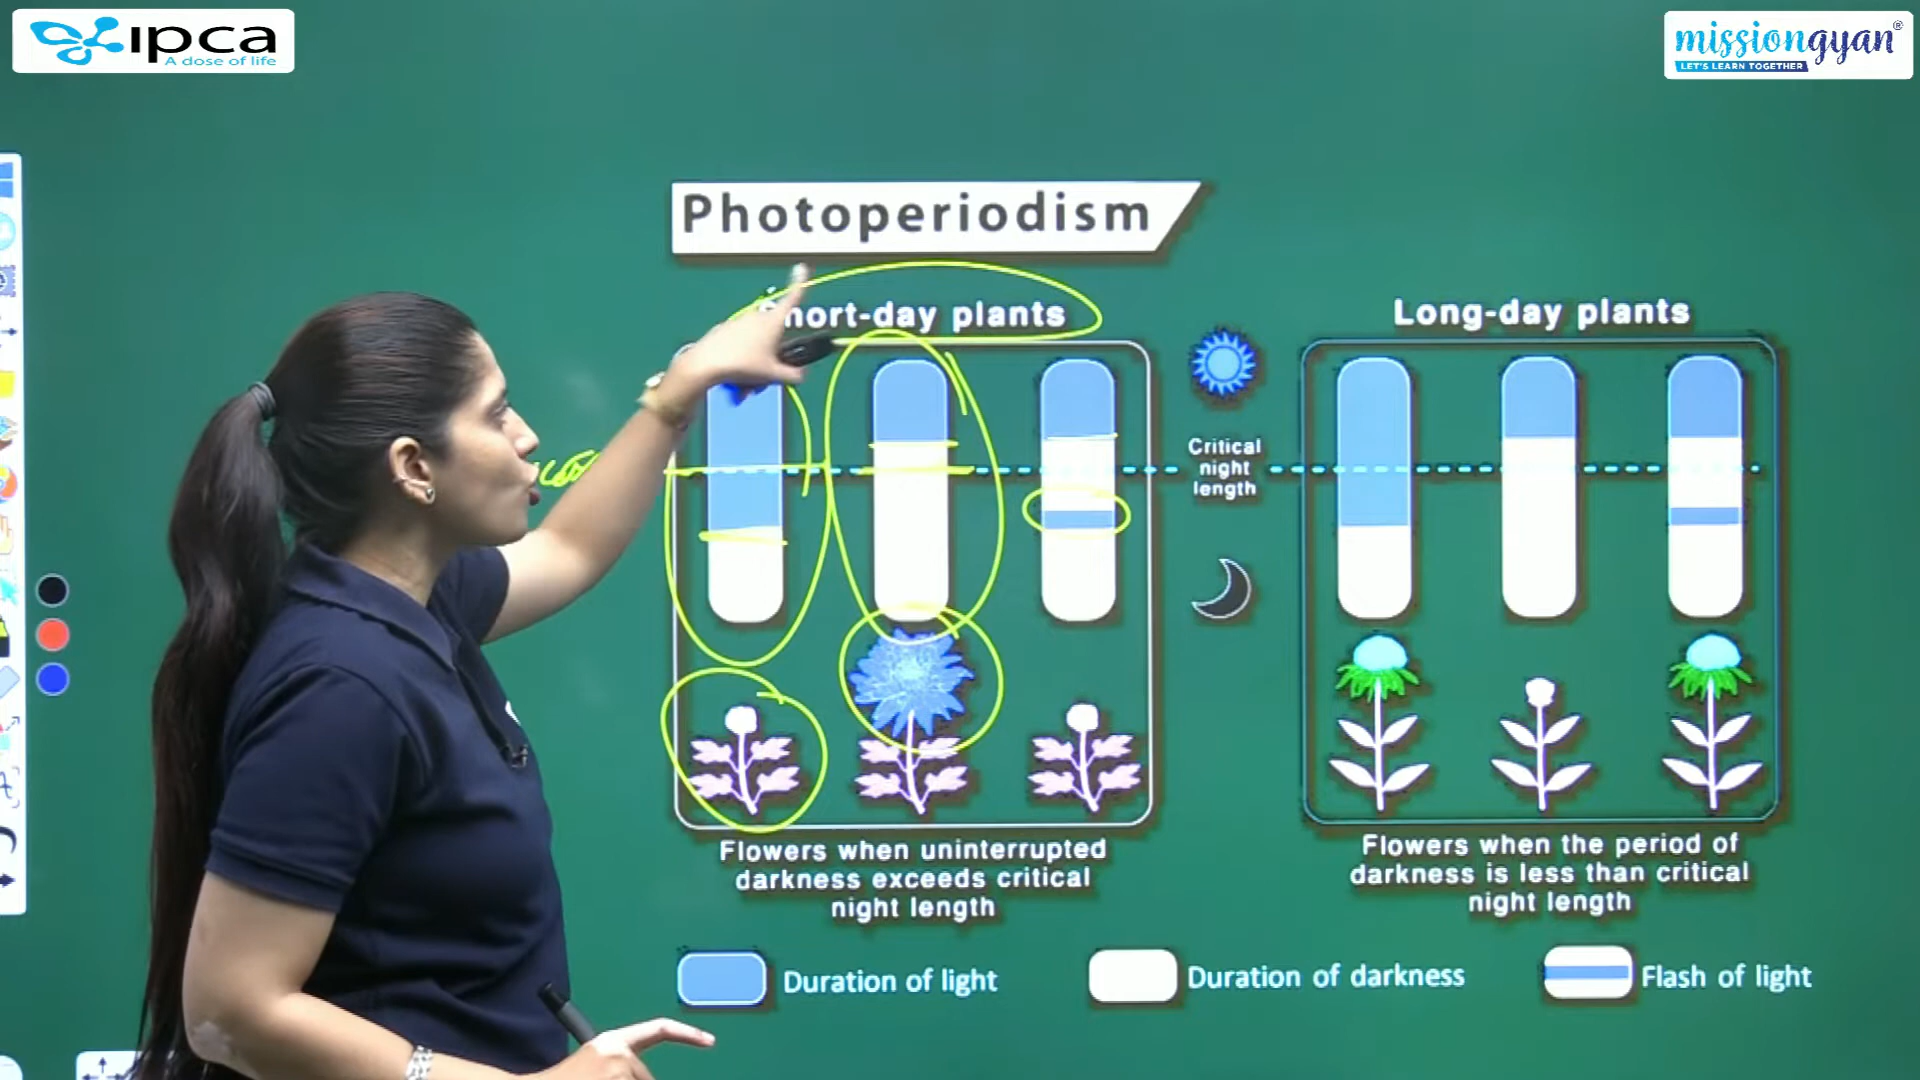 ipca
A dose of life
missiongyan®
LET'S LEARN TOGETHER
Photoperiodism
Short-day plants
Long-day plants
Critical
night
length
Flowers when uninterrupted
darkness exceeds critical
night length
Flowers when the period of
darkness is less than critical
night length
Duration of light
Duration of darkness
Flash of light